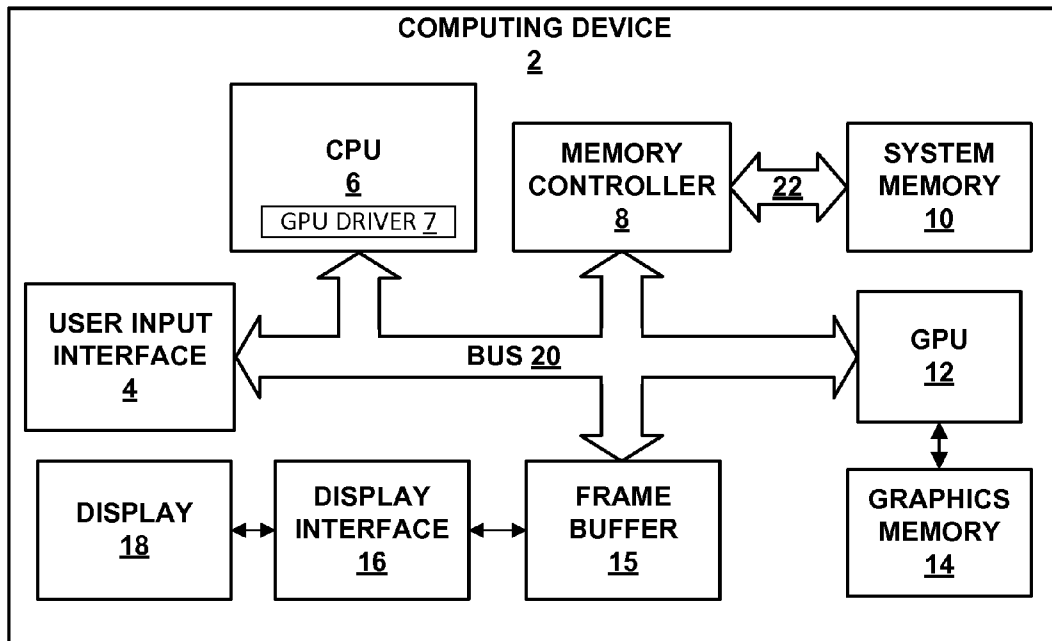 COMPUTING DEVICE
2
CPU
6
GPU DRIVER 7
MEMORY
CONTROLLER
8
22
SYSTEM
MEMORY
10
USER INPUT
INTERFACE
4
BUS 20
GPU
12
DISPLAY
18
DISPLAY
INTERFACE
16
FRAME
BUFFER
15
GRAPHICS
MEMORY
14